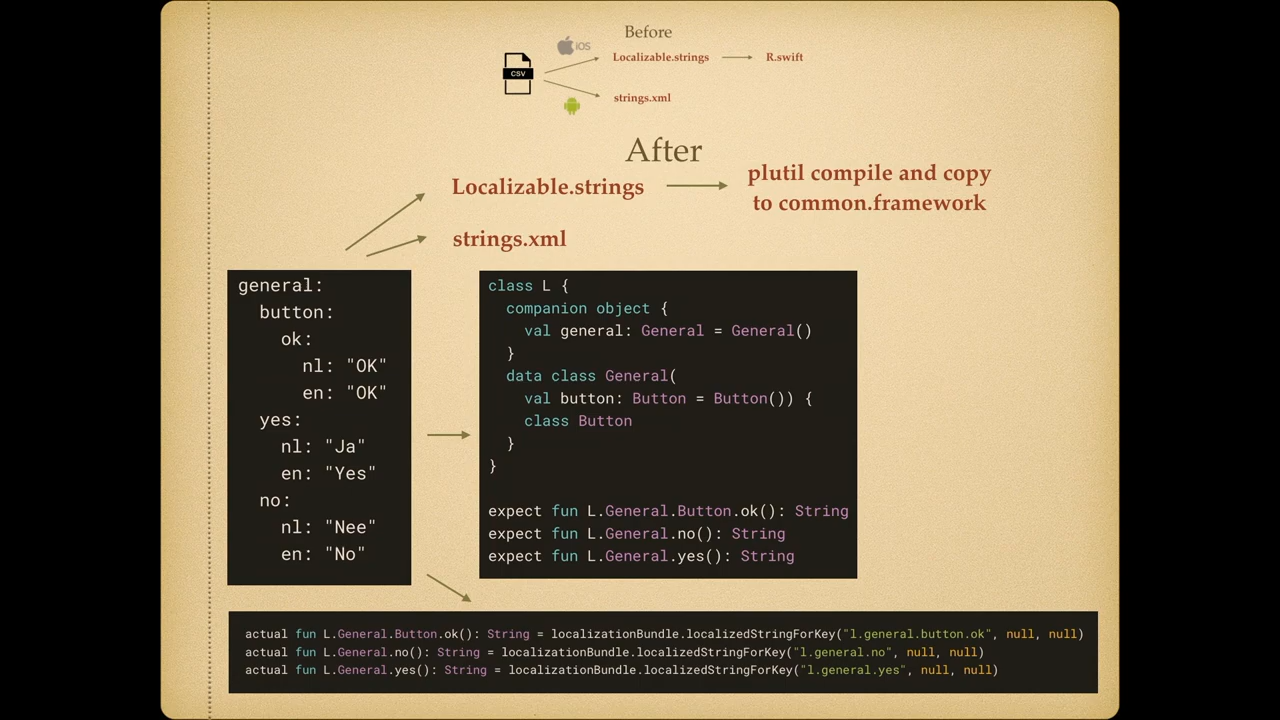 Before
iOS
Localizable.strings
R.swift
CSV
strings.xml
After
Localizable.strings
plutil compile and copy
to common.framework
strings.xml
general:
  button:
    ok:
      nl: "OK"
      en: "OK"
  yes:
    nl: "Ja"
    en: "Yes"
  no:
    nl: "Nee"
    en: "No"
class L {
  companion object {
    val general: General = General()
  }
  data class General(
    val button: Button = Button()) {
    class Button
  }
}
expect fun L.General.Button.ok(): String
expect fun L.General.no(): String
expect fun L.General.yes(): String
actual fun L.General.Button.ok(): String = localizationBundle.localizedStringForKey("l.general.button.ok", null, null)
actual fun L.General.no(): String = localizationBundle.localizedStringForKey("l.general.no", null, null)
actual fun L.General.yes(): String = localizationBundle.localizedStringForKey("l.general.yes", null, null)